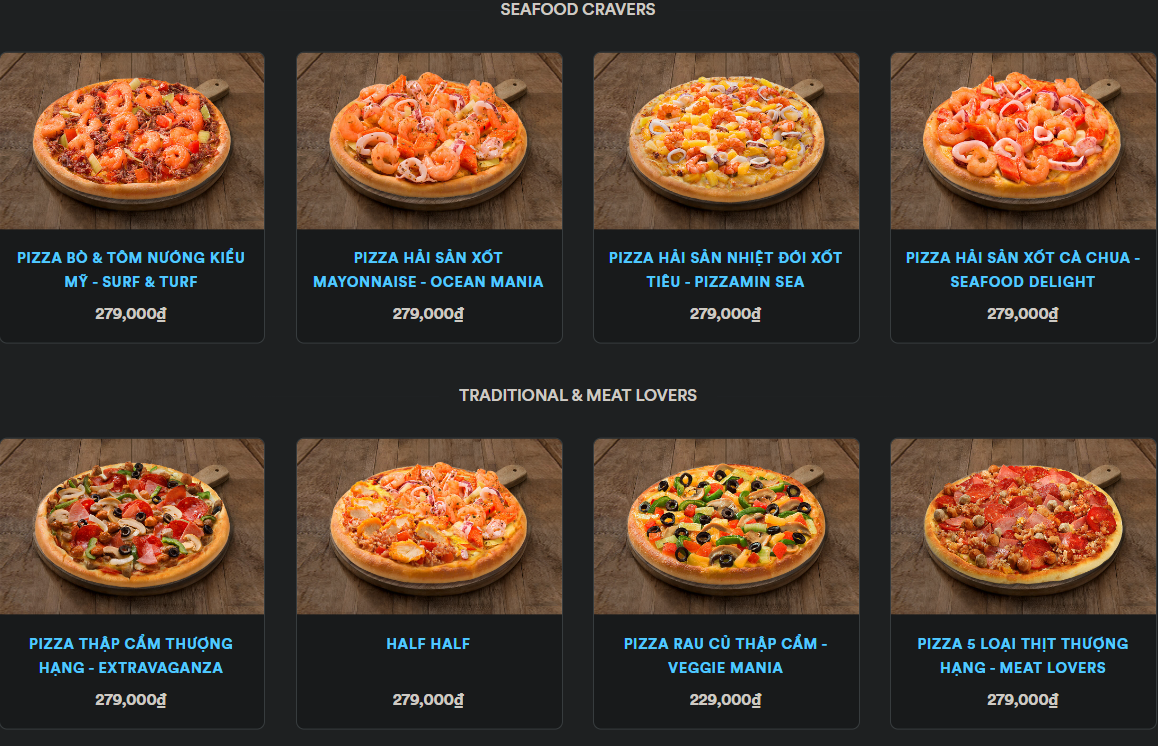 SEAFOOD CRAVERS
PIZZA BÒ & TÔM NƯỚNG KIỂU
MỸ - SURF & TURF
279,000₫
PIZZA HẢI SẢN XỐT
MAYONNAISE - OCEAN MANIA
279,000₫
PIZZA HẢI SẢN NHIỆT ĐỚI XỐT
TIÊU - PIZZAMIN SEA
279,000₫
PIZZA HẢI SẢN XỐT CÀ CHUA -
SEAFOOD DELIGHT
279,000₫
TRADITIONAL & MEAT LOVERS
PIZZA THẬP CẨM THƯỢNG
HẠNG - EXTRAVAGANZA
279,000₫
HALF HALF
279,000₫
PIZZA RAU CỦ THẬP CẨM -
VEGGIE MANIA
229,000₫
PIZZA 5 LOẠI THỊT THƯỢNG
HẠNG - MEAT LOVERS
279,000₫